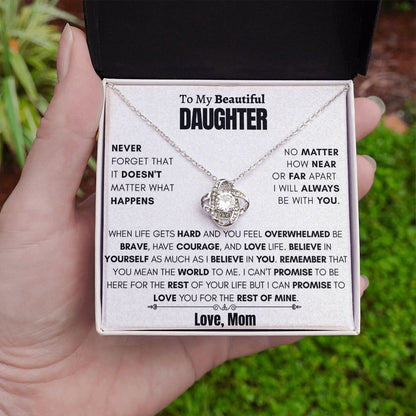 To My Beautiful
DAUGHTER
NEVER
FORGET THAT
IT DOESN'T
MATTER WHAT
HAPPENS
NO MATTER
HOW NEAR
OR FAR APART
I WILL ALWAYS
BE WITH YOU.
WHEN LIFE GETS HARD AND YOU FEEL OVERWHELMED BE
BRAVE, HAVE COURAGE, AND LOVE LIFE. BELIEVE IN
YOURSELF AS MUCH AS I BELIEVE IN YOU. REMEMBER THAT
YOU MEAN THE WORLD TO ME. I CAN'T PROMISE TO BE
HERE FOR THE REST OF YOUR LIFE BUT I CAN PROMISE TO
LOVE YOU FOR THE REST OF MINE.
Love, Mom